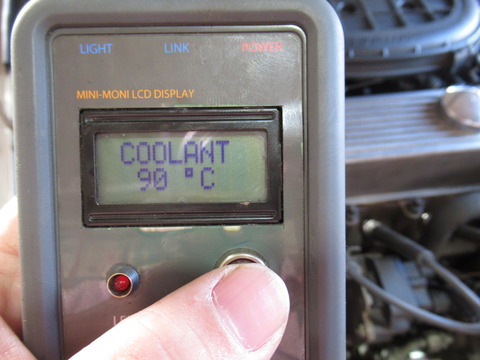 LIGHT LINK POWER
MINI-MONI LCD DISPLAY
COOLANT
90 °C